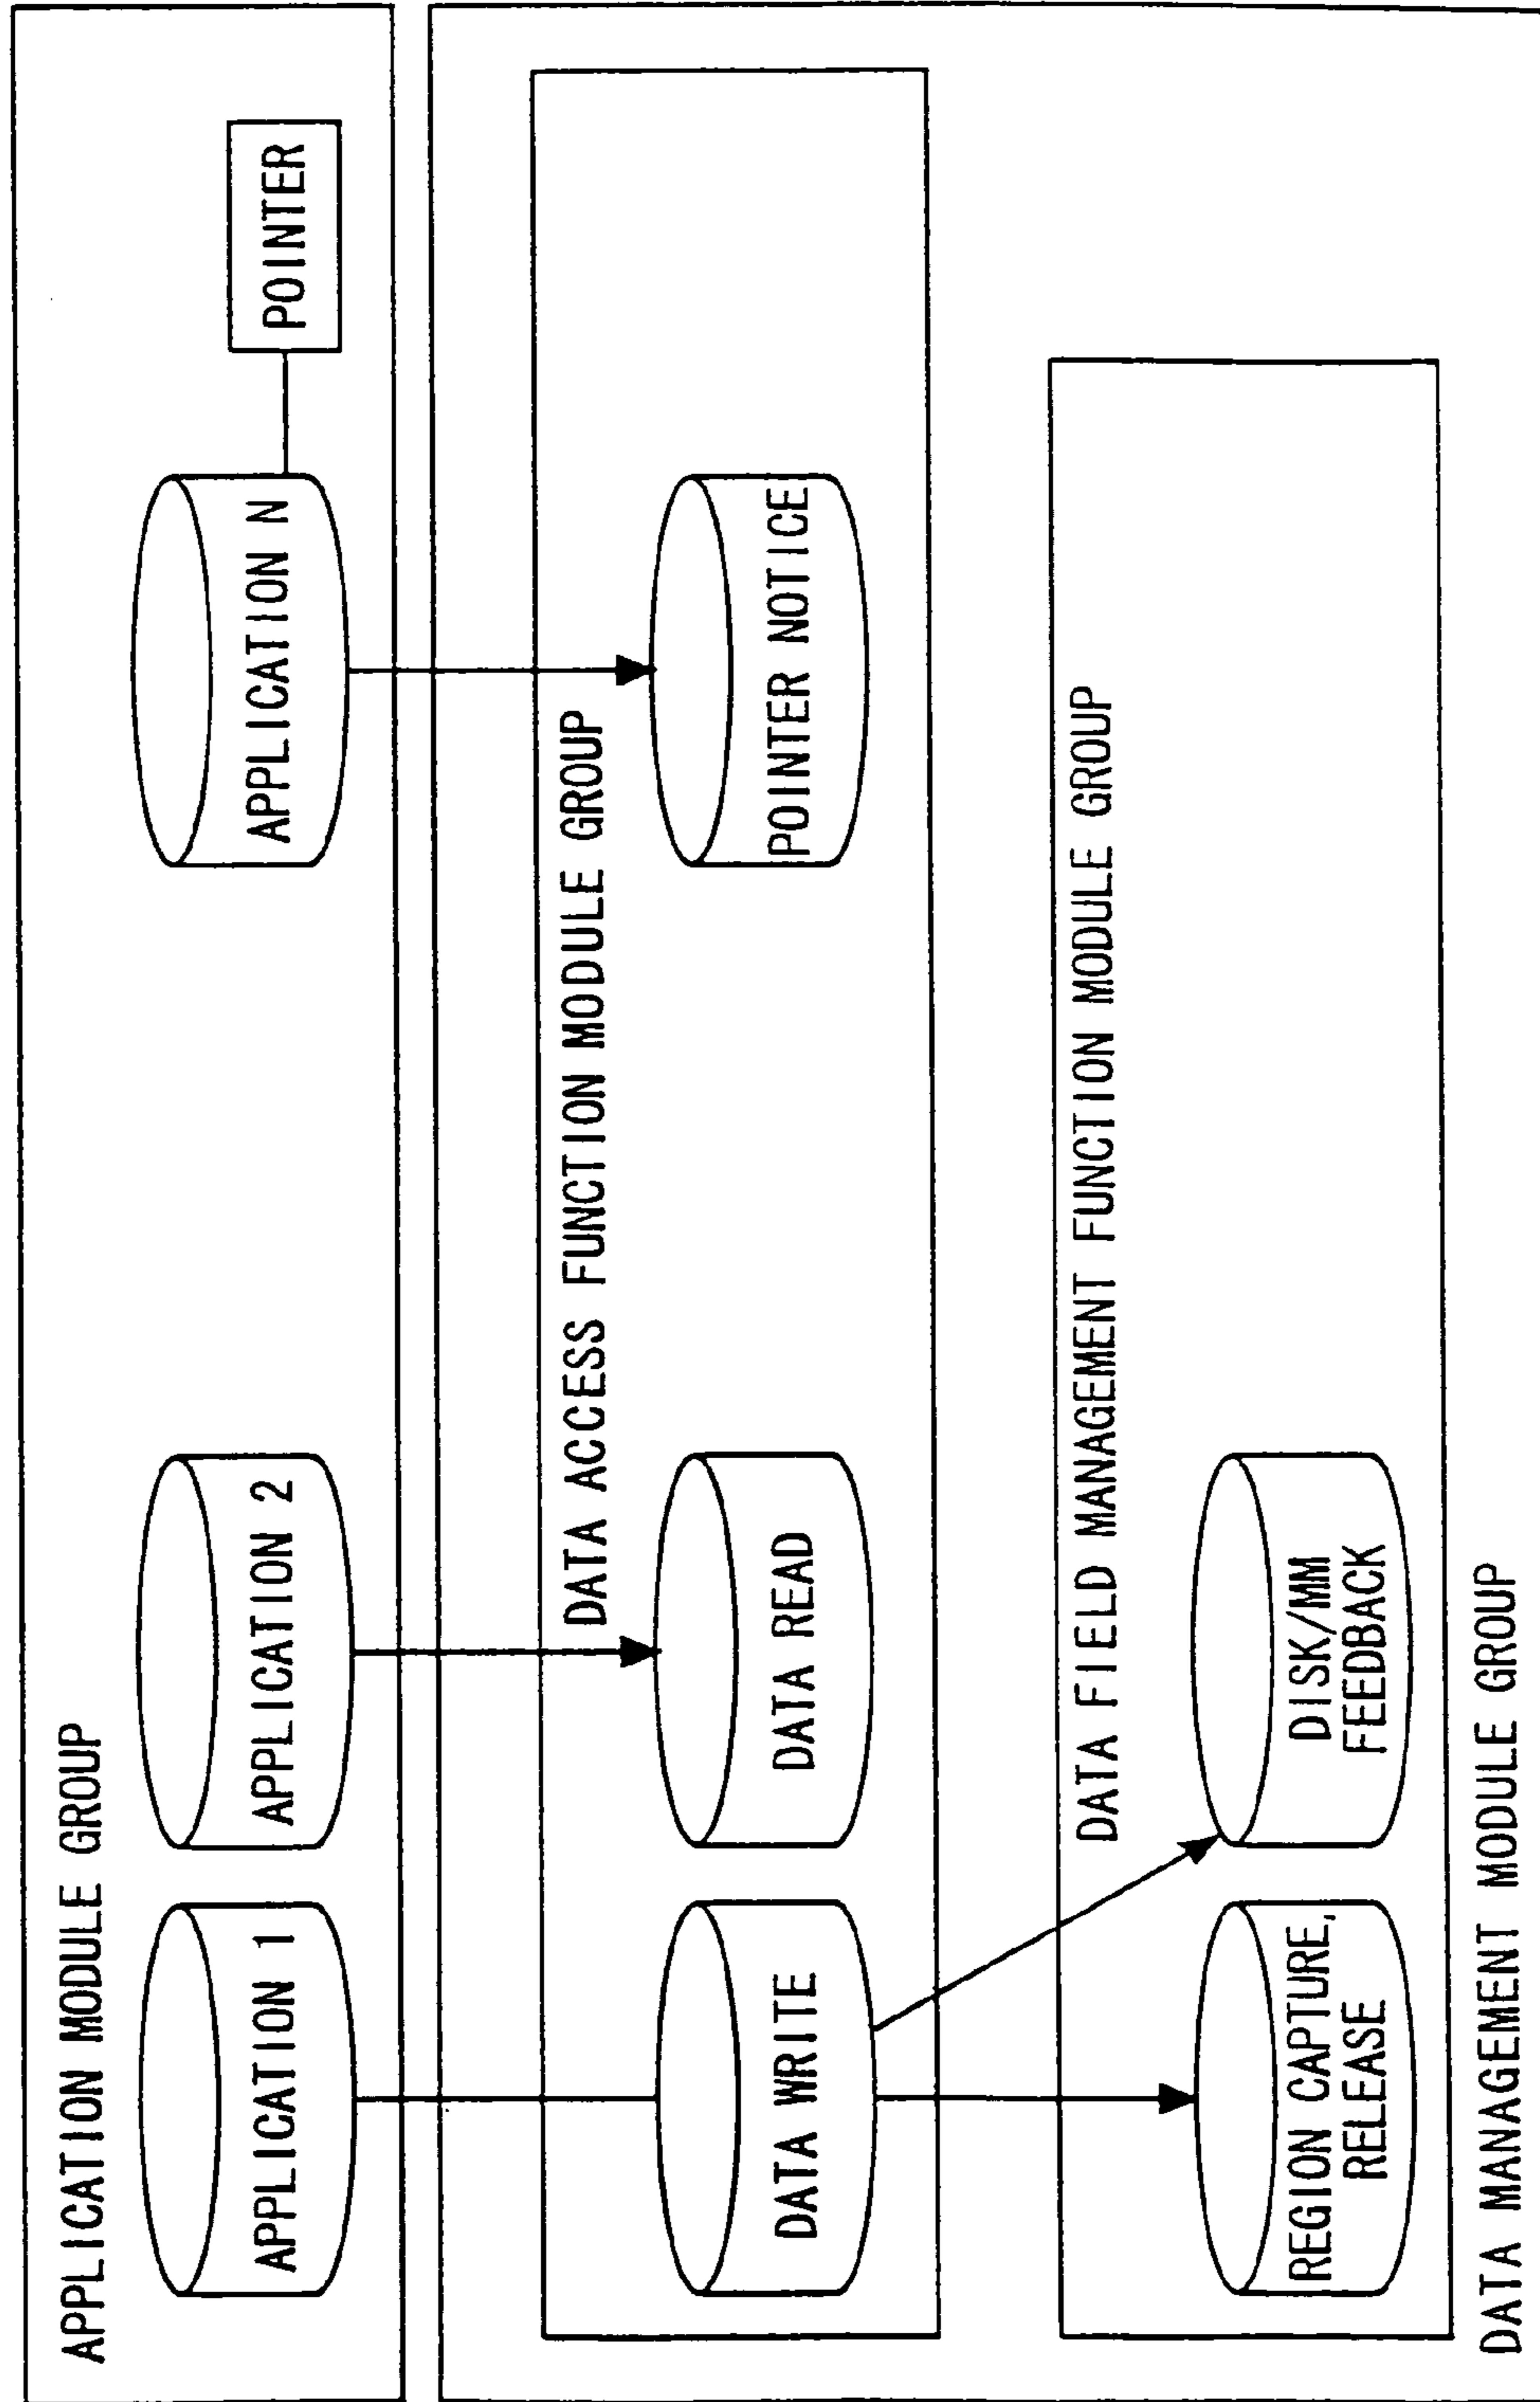 APPLICATION MODULE GROUP
APPLICATION 1
APPLICATION 2
APPLICATION N
POINTER
DATA ACCESS FUNCTION MODULE GROUP
DATA WRITE
DATA READ
POINTER NOTICE
DATA FIELD MANAGEMENT FUNCTION MODULE GROUP
REGION CAPTURE,
RELEASE
DISK/MM
FEEDBACK
DATA MANAGEMENT MODULE GROUP